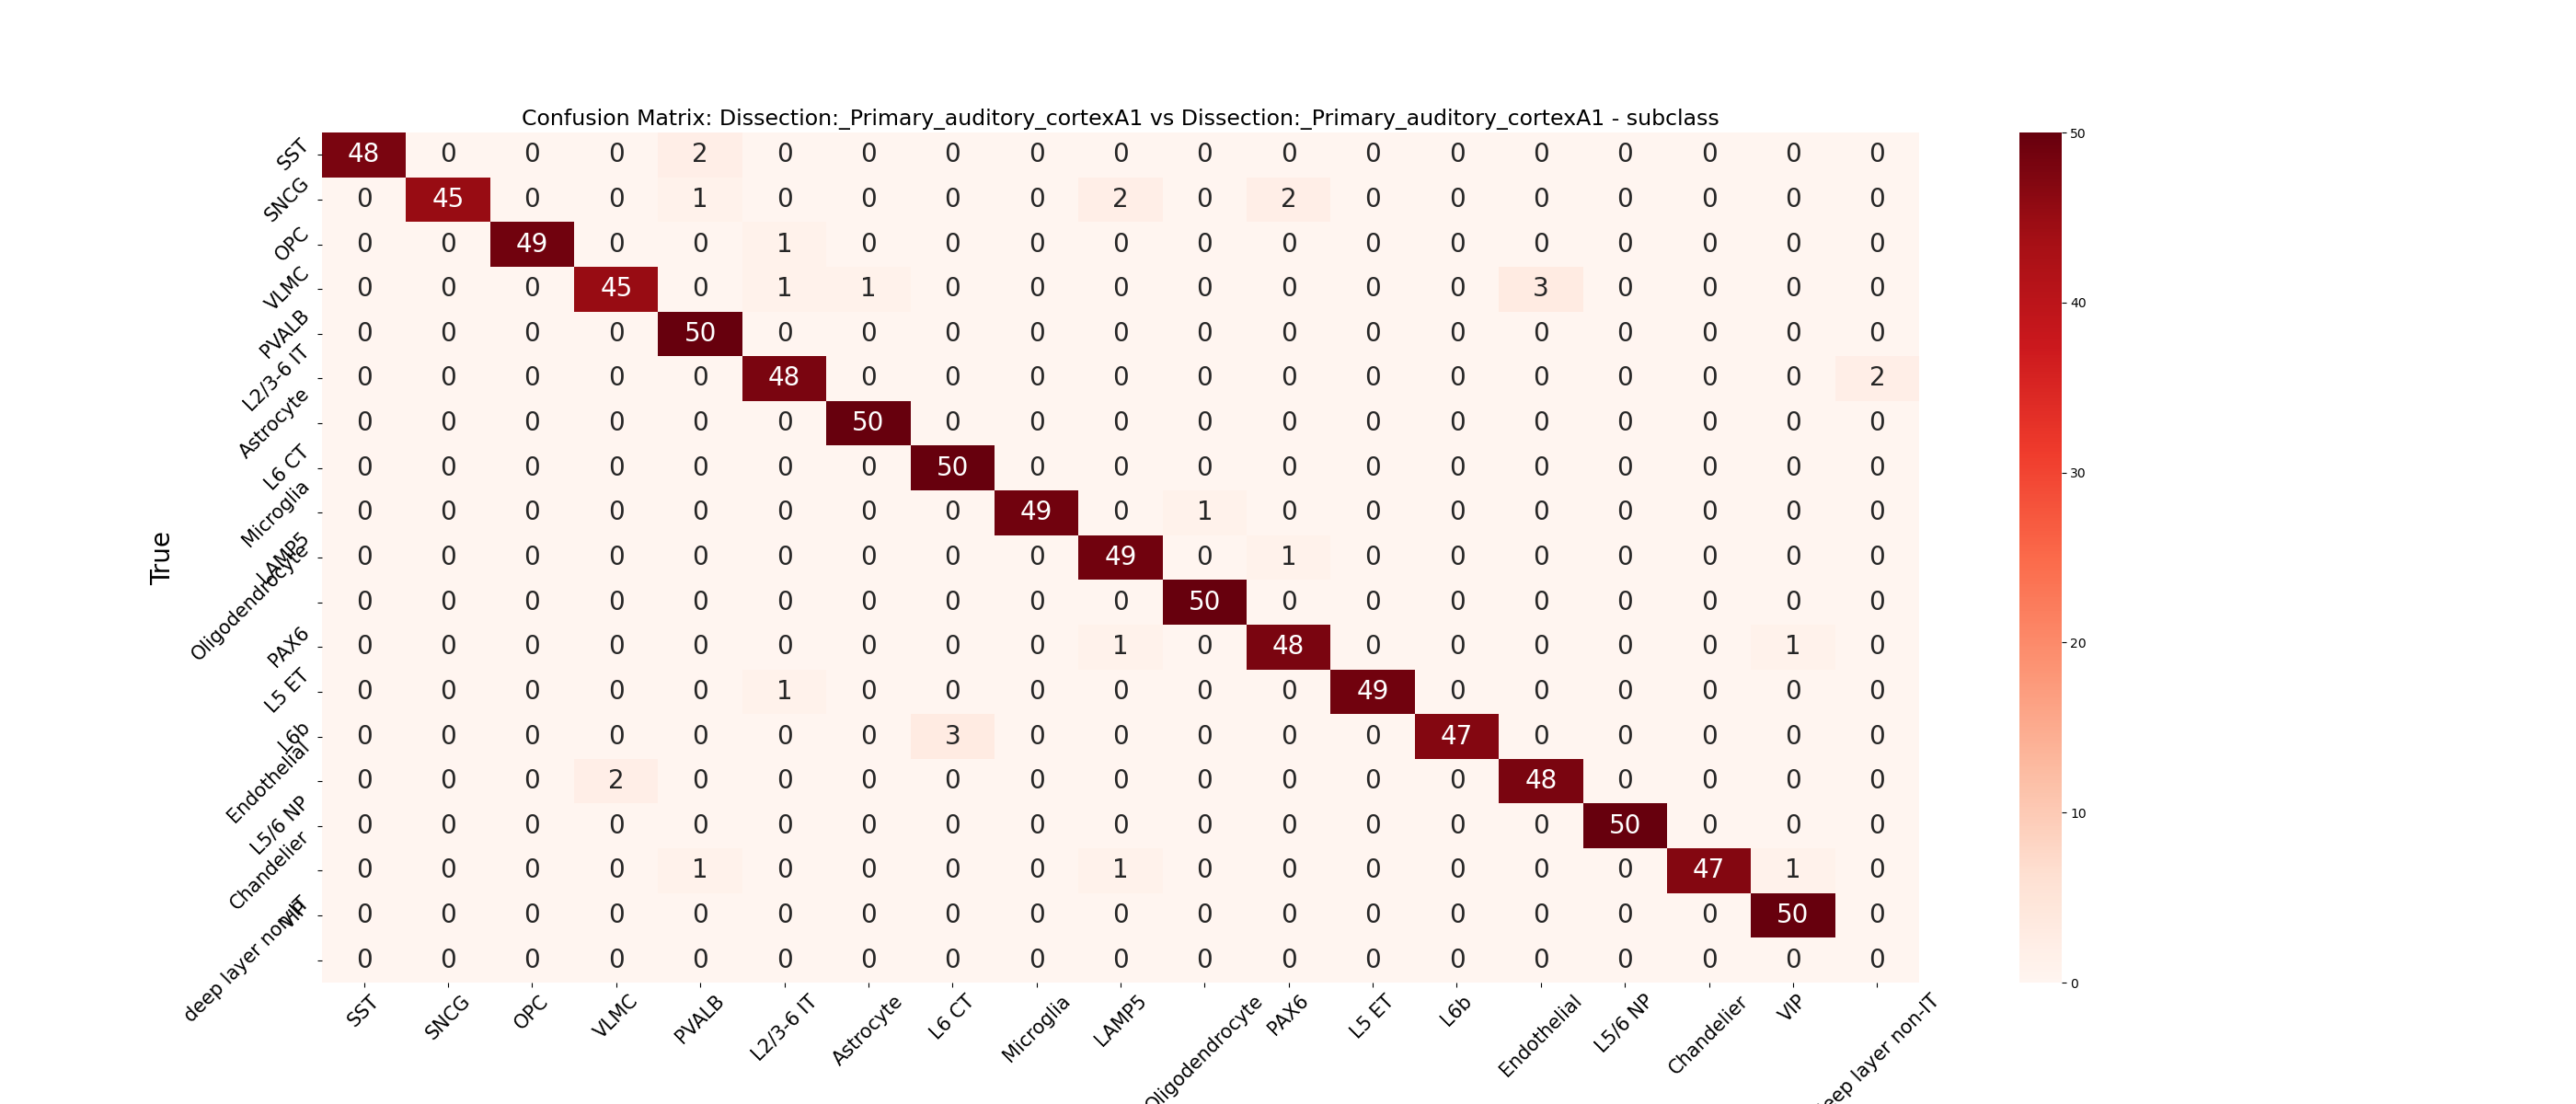 Confusion Matrix: Dissection:_Primary_auditory_cortexA1 vs Dissection:_Primary_auditory_cortexA1 - subclass
True
SST 48 0 0 0 2 0 0 0 0 0 0 0 0 0 0 0 0 0 0
SNCG 0 45 0 0 1 0 0 0 0 2 0 2 0 0 0 0 0 0 0
OPC 0 0 49 0 0 1 0 0 0 0 0 0 0 0 0 0 0 0 0
VLMC 0 0 0 45 0 1 1 0 0 0 0 0 0 0 3 0 0 0 0
PVALB 0 0 0 0 50 0 0 0 0 0 0 0 0 0 0 0 0 0 0
L2/3-6 IT 0 0 0 0 0 48 0 0 0 0 0 0 0 0 0 0 0 0 2
Astrocyte 0 0 0 0 0 0 50 0 0 0 0 0 0 0 0 0 0 0 0
L6 CT 0 0 0 0 0 0 0 50 0 0 0 0 0 0 0 0 0 0 0
Microglia 0 0 0 0 0 0 0 0 49 0 1 0 0 0 0 0 0 0 0
LAMP5 0 0 0 0 0 0 0 0 0 49 0 1 0 0 0 0 0 0 0
Oligodendrocyte 0 0 0 0 0 0 0 0 0 0 50 0 0 0 0 0 0 0 0
PAX6 0 0 0 0 0 0 0 0 0 1 0 48 0 0 0 0 0 1 0
L5 ET 0 0 0 0 0 1 0 0 0 0 0 0 49 0 0 0 0 0 0
L6b 0 0 0 0 0 0 0 3 0 0 0 0 0 47 0 0 0 0 0
Endothelial 0 0 0 2 0 0 0 0 0 0 0 0 0 0 48 0 0 0 0
L5/6 NP 0 0 0 0 0 0 0 0 0 0 0 0 0 0 0 50 0 0 0
Chandelier 0 0 0 0 1 0 0 0 0 1 0 0 0 0 0 0 47 1 0
VIP 0 0 0 0 0 0 0 0 0 0 0 0 0 0 0 0 0 50 0
deep layer non-IT 0 0 0 0 0 0 0 0 0 0 0 0 0 0 0 0 0 0 0
SST SNCG OPC VLMC PVALB L2/3-6 IT Astrocyte L6 CT Microglia LAMP5 Oligodendrocyte PAX6 L5 ET L6b Endothelial L5/6 NP Chandelier VIP eep layer non-IT
50
40
30
20
10
0